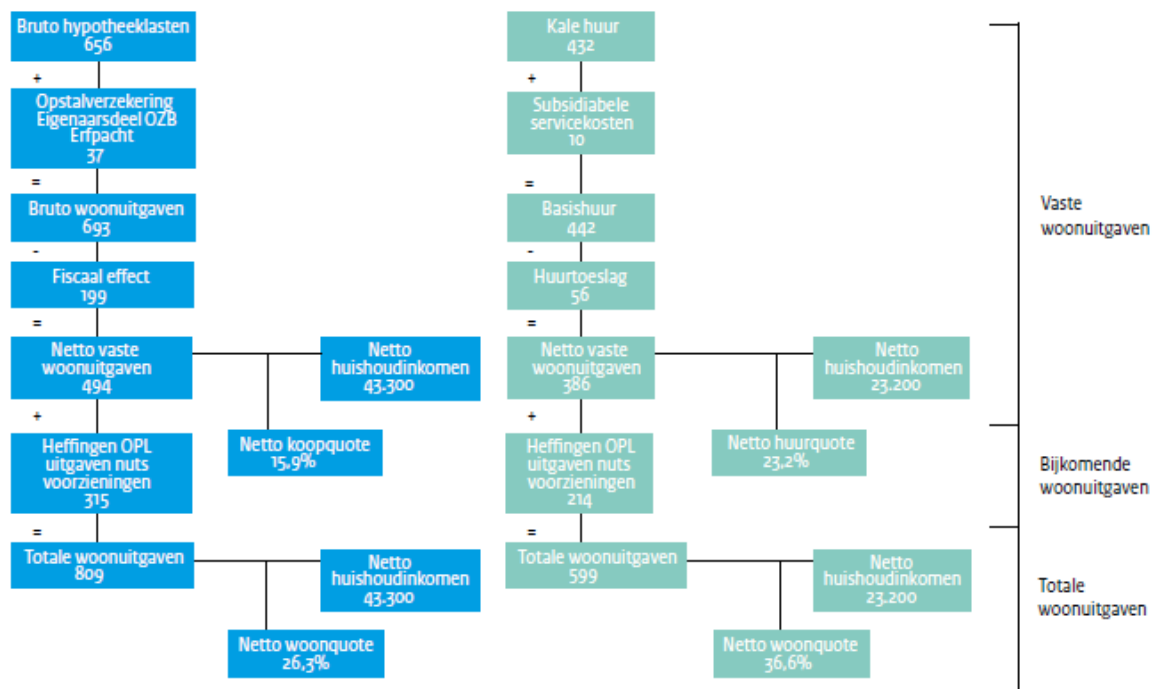 Bruto hypotheeklasten
656
+
Opstalverzekering
Eigenaarsdeel OZB
Erfpacht
37
=
Bruto woonuitgaven
693
-
Fiscaal effect
199
=
Netto vaste
woonuitgaven
494
Netto
huishoudinkomen
43.300
Netto koopquote
15,9%
+
Heffingen OPL
uitgaven nuts
voorzieningen
315
=
Totale woonuitgaven
809
Netto
huishoudinkomen
43.300
Netto woonquote
26,3%
Kale huur
432
+
Subsidiabele
servicekosten
10
=
Basishuur
442
-
Huurtoeslag
56
=
Netto vaste
woonuitgaven
386
Netto
huishoudinkomen
23.200
Netto huurquote
23,2%
+
Heffingen OPL
uitgaven nuts
voorzieningen
214
=
Totale woonuitgaven
599
Netto
huishoudinkomen
23.200
Netto woonquote
36,6%
Vaste
woonuitgaven
Bijkomende
woonuitgaven
Totale
woonuitgaven